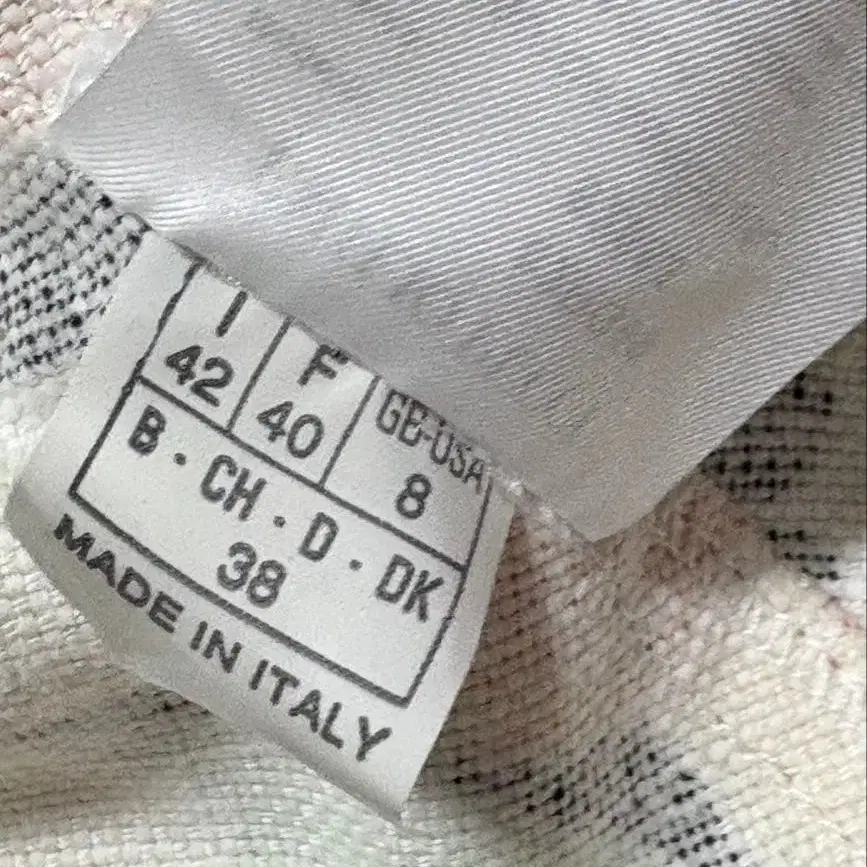 I F GB-USA
42 40 8
B · CH · D · DK
38
MADE IN ITALY